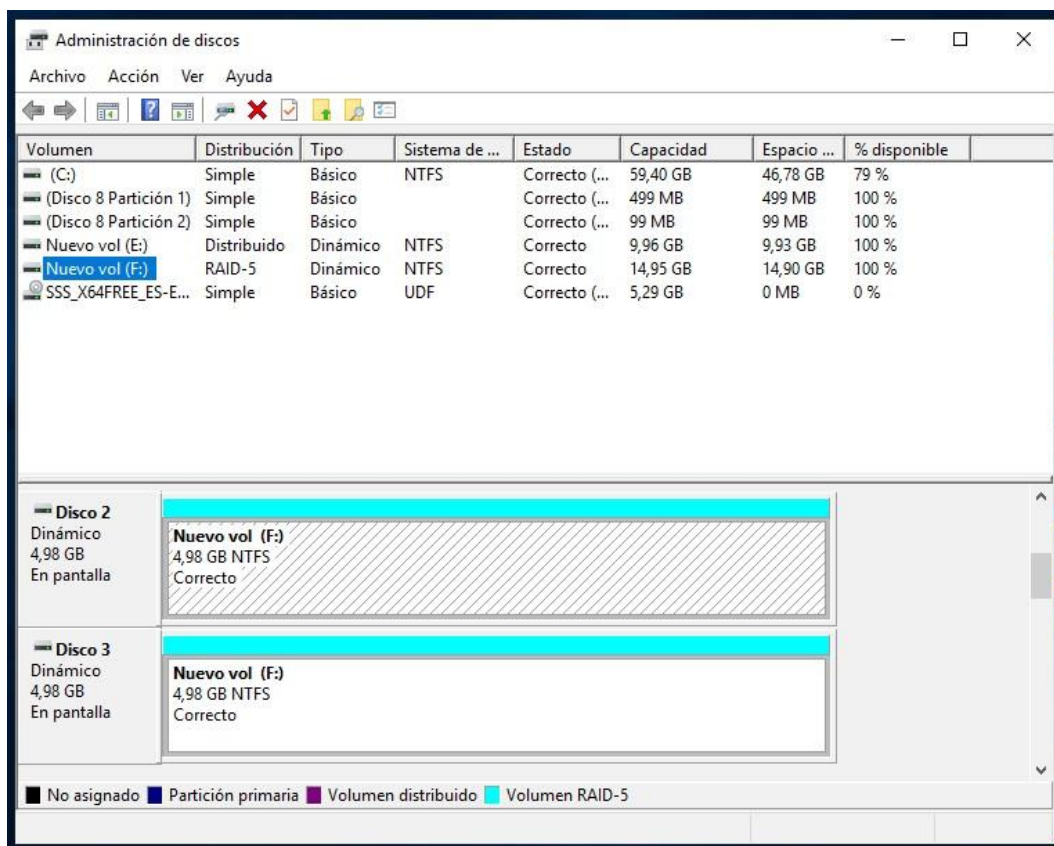 Administración de discos
Archivo Acción Ver Ayuda
Volumen Distribución Tipo Sistema de ... Estado Capacidad Espacio ... % disponible
(C:) Simple Básico NTFS Correcto (... 59,40 GB 46,78 GB 79 %
(Disco 8 Partición 1) Simple Básico Correcto (... 499 MB 499 MB 100 %
(Disco 8 Partición 2) Simple Básico Correcto (... 99 MB 99 MB 100 %
Nuevo vol (E:) Distribuido Dinámico NTFS Correcto 9,96 GB 9,93 GB 100 %
Nuevo vol (F:) RAID-5 Dinámico NTFS Correcto 14,95 GB 14,90 GB 100 %
SSS_X64FREE_ES-E... Simple Básico UDF Correcto (... 5,29 GB 0 MB 0 %
Disco 2
Dinámico
4,98 GB
En pantalla
Nuevo vol (F:)
4,98 GB NTFS
Correcto
Disco 3
Dinámico
4,98 GB
En pantalla
Nuevo vol (F:)
4,98 GB NTFS
Correcto
No asignado Partición primaria Volumen distribuido Volumen RAID-5